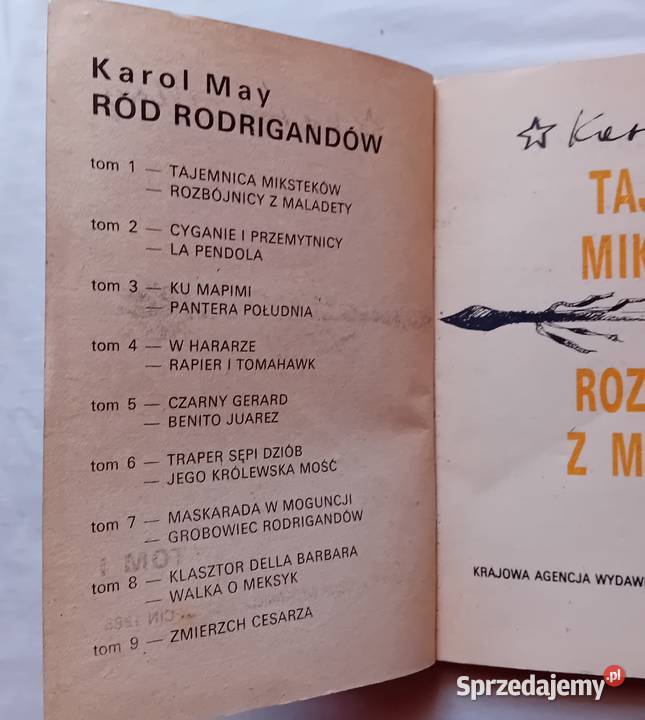 Karol May
RÓD RODRIGANDÓW
tom 1 — TAJEMNICA MIKSTEKÓW
— ROZBÓJNICY Z MALADETY
tom 2 — CYGANIE I PRZEMYTNICY
— LA PENDOLA
tom 3 — KU MAPIMI
— PANTERA POŁUDNIA
tom 4 — W HARARZE
— RAPIER I TOMAHAWK
tom 5 — CZARNY GERARD
— BENITO JUAREZ
tom 6 — TRAPER SĘPI DZIÓB
— JEGO KRÓLEWSKA MOŚĆ
tom 7 — MASKARADA W MOGUNCJI
— GROBOWIEC RODRIGANDÓW
tom 8 — KLASZTOR DELLA BARBARA
— WALKA O MEKSYK
tom 9 — ZMIERZCH CESARZA
Kar
TAJ
MIK
ROZ
Z M
KRAJOWA AGENCJA WYDAW
Sprzedajemy.pl